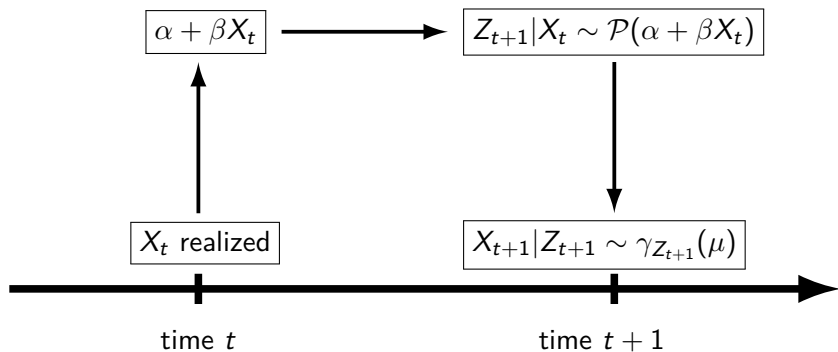 α + βX_t
Z_{t+1}|X_t ∼ 𝒫(α + βX_t)
X_t realized
X_{t+1}|Z_{t+1} ∼ γ_{Z_{t+1}}(μ)
time t
time t + 1